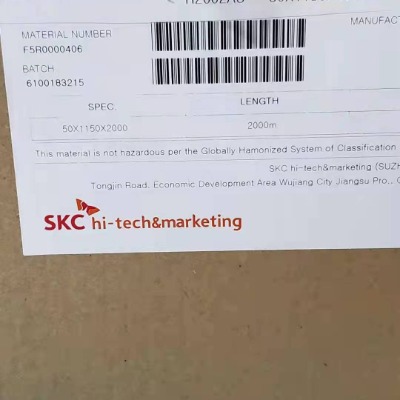 MATERIAL NUMBER
MANUFACT
F5R0000406
BATCH
6100183215
SPEC.
LENGTH
50X1150X2000
2000m
This material is not hazardous per the Globally Hamonized System of Classification
SKC hi-tech&marketing (SUZH
Tongjin Road, Economic Development Area Wujiang City Jiangsu Pro.,
SKC hi-tech&marketing